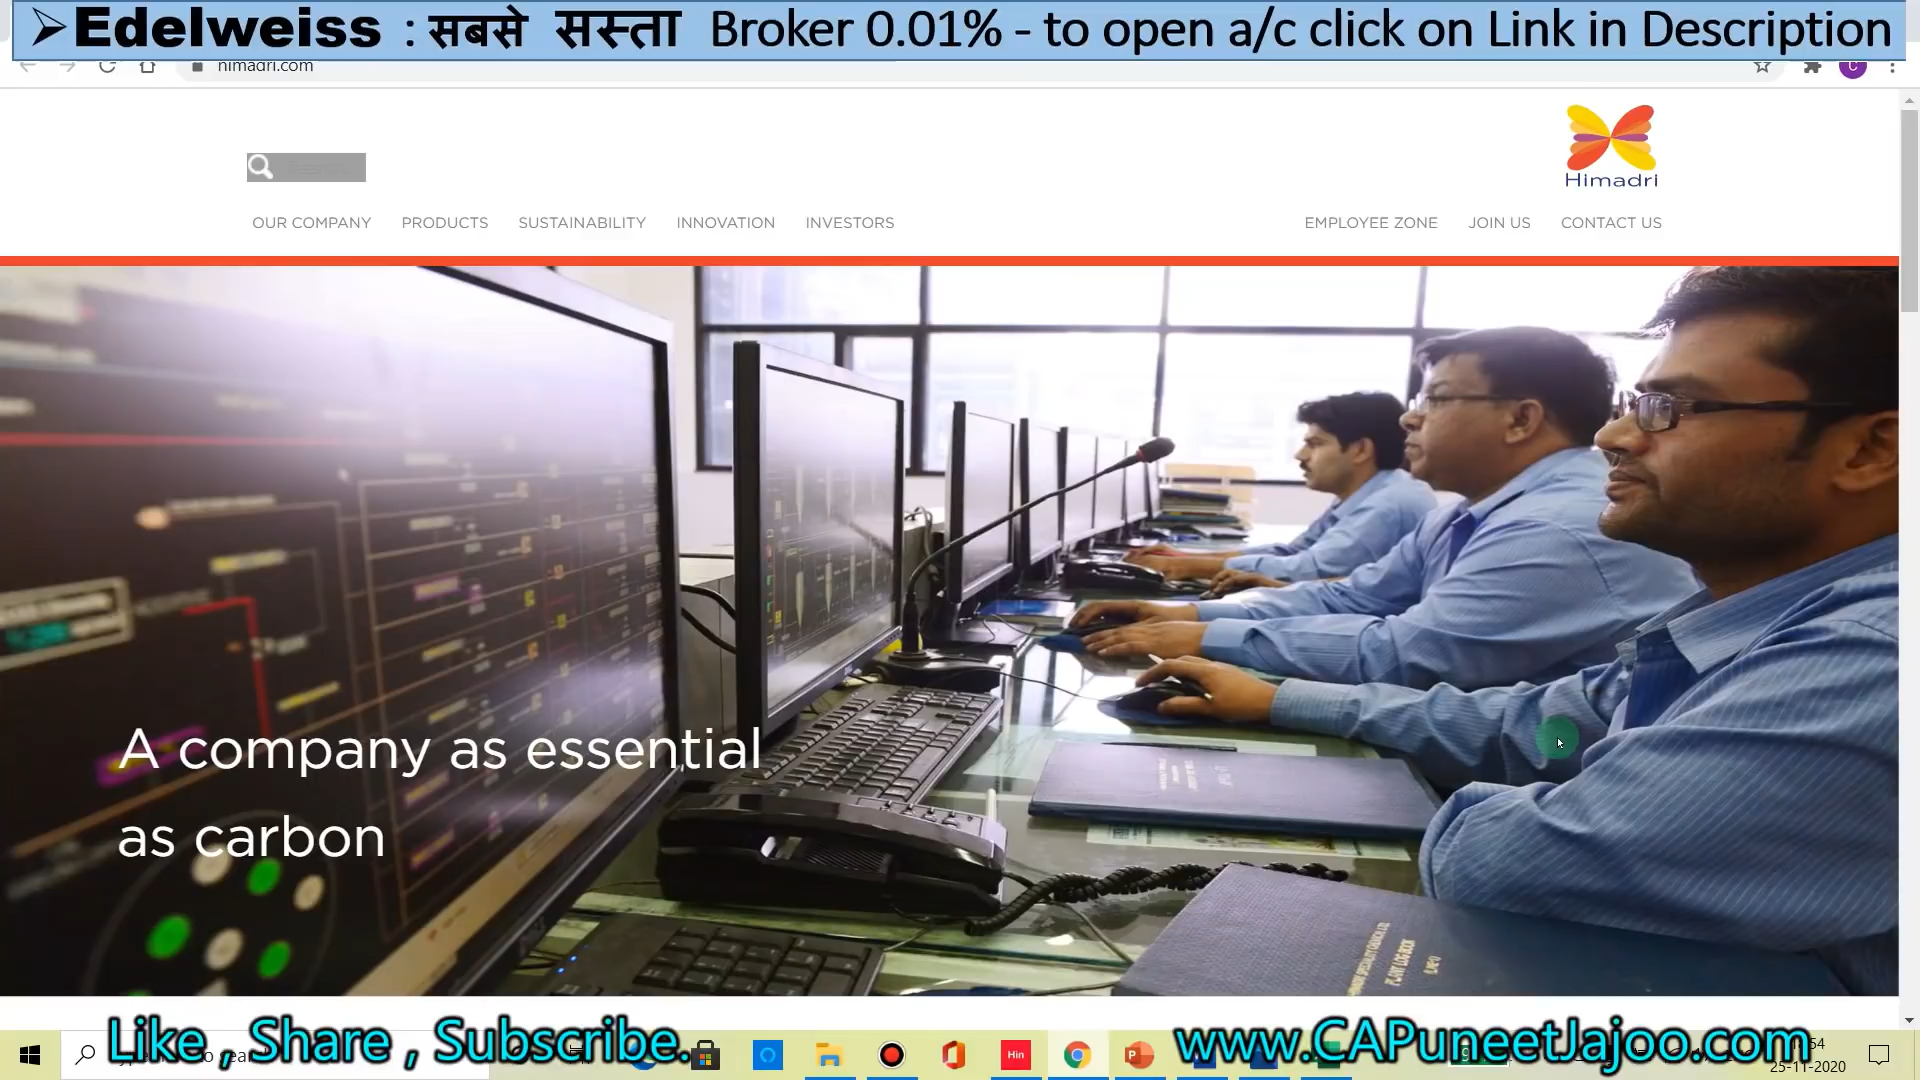 ➢Edelweiss : सबसे सस्ता Broker 0.01% - to open a/c click on Link in Description
himadri.com
Himadri
OUR COMPANY PRODUCTS SUSTAINABILITY INNOVATION INVESTORS EMPLOYEE ZONE JOIN US CONTACT US
A company as essential
as carbon
Like , Share , Subscribe.
Hin
www.CAPuneetJajoo.com
25-11-2020